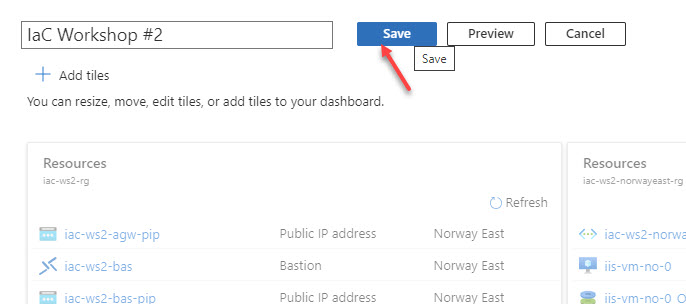 IaC Workshop #2
Save
Preview
Cancel
Save
Add tiles
You can resize, move, edit tiles, or add tiles to your dashboard.
Resources
iac-ws2-rg
Refresh
iac-ws2-agw-pip Public IP address Norway East
iac-ws2-bas Bastion Norway East
iac-ws2-bas-pip Public IP address Norway East
Resources
iac-ws2-norwayeast-rg
iac-ws2-norwa
iis-vm-no-0
iis-vm-no-0_O